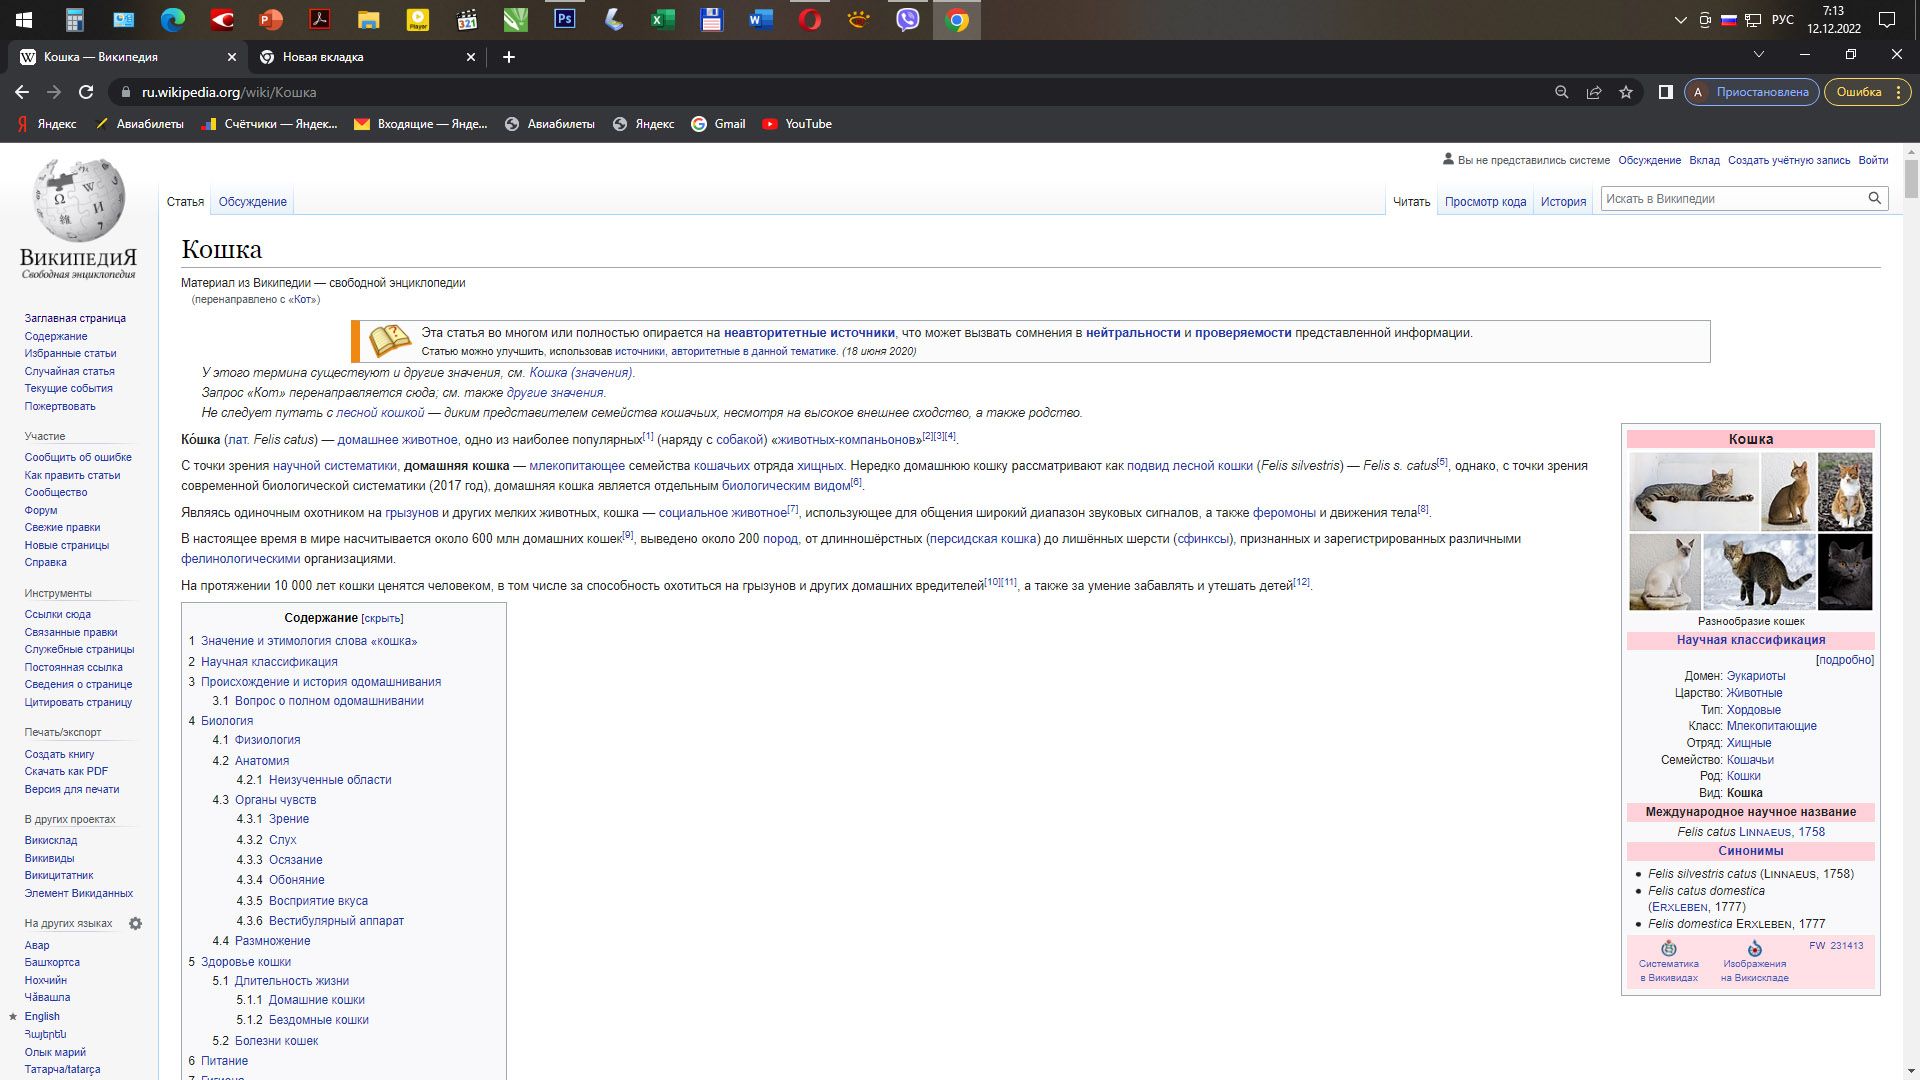 РУС
7:13
12.12.2022
Кошка — Википедия
Новая вкладка
ru.wikipedia.org/wiki/Кошка
A Приостановлена
Ошибка
Яндекс
Авиабилеты
Счётчики — Яндек...
Входящие — Янде...
Авиабилеты
Яндекс
Gmail
YouTube
Вы не представились системе Обсуждение Вклад Создать учётную запись Войти
Статья Обсуждение
Читать Просмотр кода История
Искать в Википедии
ВикипедиЯ
Свободная энциклопедия
Заглавная страница
Содержание
Избранные статьи
Случайная статья
Текущие события
Пожертвовать
Участие
Сообщить об ошибке
Как править статьи
Сообщество
Форум
Свежие правки
Новые страницы
Справка
Инструменты
Ссылки сюда
Связанные правки
Служебные страницы
Постоянная ссылка
Сведения о странице
Цитировать страницу
Печать/экспорт
Создать книгу
Скачать как PDF
Версия для печати
В других проектах
Викисклад
Викивиды
Викицитатник
Элемент Викиданных
На других языках
Авар
Башҡортса
Нохчийн
Чӑвашла
English
Հայերեն
Олык марий
Татарча/tatarça
Кошка
Материал из Википедии — свободной энциклопедии
(перенаправлено с «Кот»)
Эта статья во многом или полностью опирается на неавторитетные источники, что может вызвать сомнения в нейтральности и проверяемости представленной информации.
Статью можно улучшить, использовав источники, авторитетные в данной тематике. (18 июня 2020)
У этого термина существуют и другие значения, см. Кошка (значения).
Запрос «Кот» перенаправляется сюда; см. также другие значения.
Не следует путать с лесной кошкой — диким представителем семейства кошачьих, несмотря на высокое внешнее сходство, а также родство.
Ко́шка (лат. Felis catus) — домашнее животное, одно из наиболее популярных[1] (наряду с собакой) «животных-компаньонов»[2][3][4].
С точки зрения научной систематики, домашняя кошка — млекопитающее семейства кошачьих отряда хищных. Нередко домашнюю кошку рассматривают как подвид лесной кошки (Felis silvestris) — Felis s. catus[5], однако, с точки зрения
современной биологической систематики (2017 год), домашняя кошка является отдельным биологическим видом[6].
Являясь одиночным охотником на грызунов и других мелких животных, кошка — социальное животное[7], использующее для общения широкий диапазон звуковых сигналов, а также феромоны и движения тела[8].
В настоящее время в мире насчитывается около 600 млн домашних кошек[9], выведено около 200 пород, от длинношёрстных (персидская кошка) до лишённых шерсти (сфинксы), признанных и зарегистрированных различными
фелинологическими организациями.
На протяжении 10 000 лет кошки ценятся человеком, в том числе за способность охотиться на грызунов и других домашних вредителей[10][11], а также за умение забавлять и утешать детей[12].
Содержание [скрыть]
1 Значение и этимология слова «кошка»
2 Научная классификация
3 Происхождение и история одомашнивания
3.1 Вопрос о полном одомашнивании
4 Биология
4.1 Физиология
4.2 Анатомия
4.2.1 Неизученные области
4.3 Органы чувств
4.3.1 Зрение
4.3.2 Слух
4.3.3 Осязание
4.3.4 Обоняние
4.3.5 Восприятие вкуса
4.3.6 Вестибулярный аппарат
4.4 Размножение
5 Здоровье кошки
5.1 Длительность жизни
5.1.1 Домашние кошки
5.1.2 Бездомные кошки
5.2 Болезни кошек
6 Питание
7 Гигиена
Кошка
Разнообразие кошек
Научная классификация
[подробно]
Домен: Эукариоты
Царство: Животные
Тип: Хордовые
Класс: Млекопитающие
Отряд: Хищные
Семейство: Кошачьи
Род: Кошки
Вид: Кошка
Международное научное название
Felis catus LINNAEUS, 1758
Синонимы
Felis silvestris catus (LINNAEUS, 1758)
Felis catus domestica
(ERXLEBEN, 1777)
Felis domestica ERXLEBEN, 1777
Систематика
в Викивидах
Изображения
на Викискладе
FW 231413